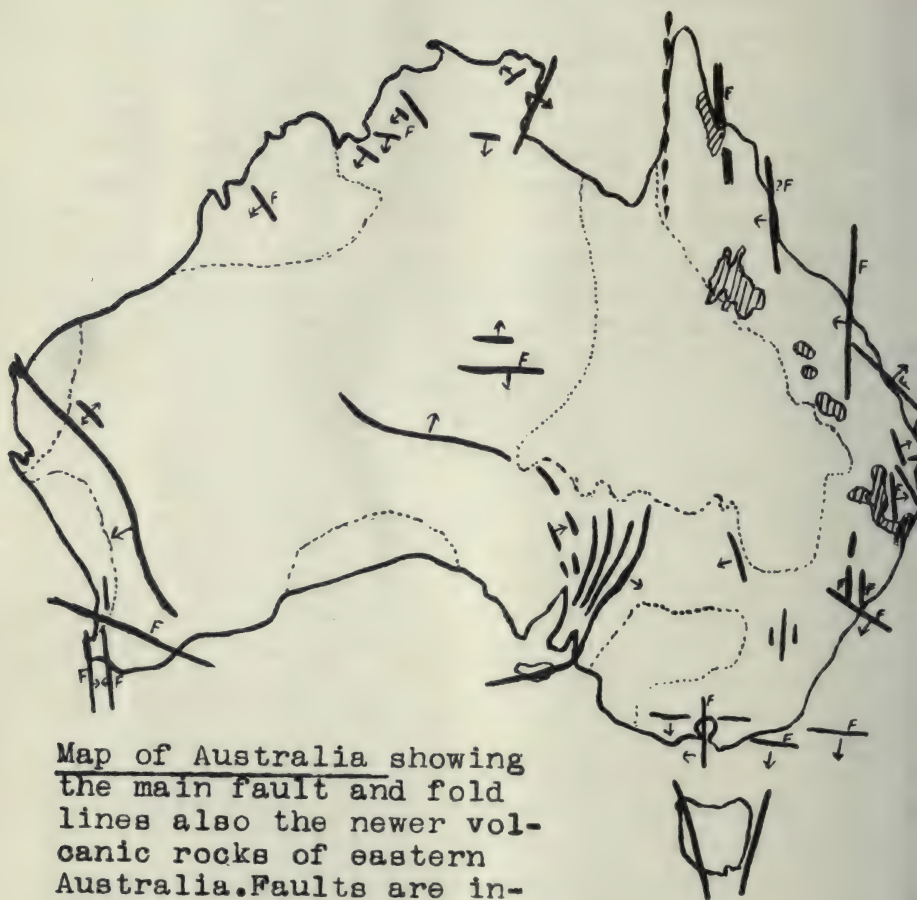 F
F
F
?F
F
F
F
F
F
F
F
F
F
F
F
F
F
Map of Australia showing
the main fault and fold
lines also the newer vol-
canic rocks of eastern
Australia.Faults are in-